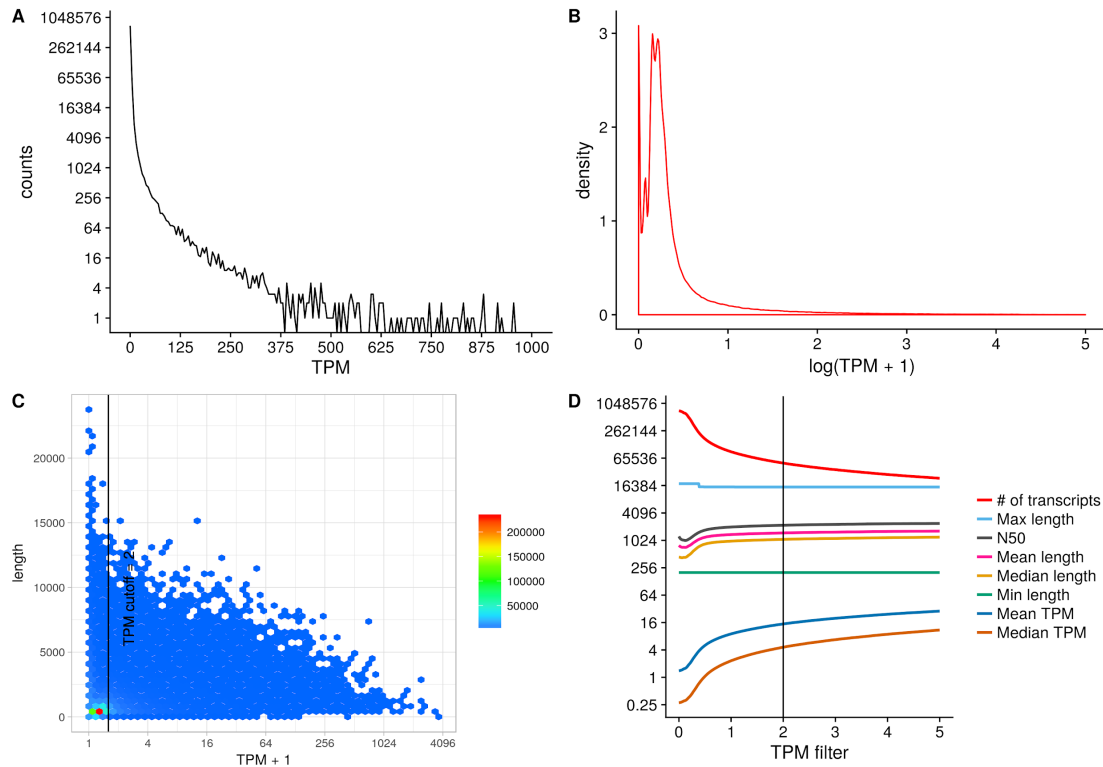 A
1048576
262144
65536
16384
4096
1024
256
64
16
4
1
counts
0 125 250 375 500 625 750 875 1000
TPM
B
3
2
1
0
density
0 1 2 3 4 5
log(TPM + 1)
C
20000
15000
10000
5000
0
length
TPM cutoff = 2
1 4 16 64 256 1024 4096
TPM + 1
200000
150000
100000
50000
D
1048576
262144
65536
16384
4096
1024
256
64
16
4
1
0.25
0 1 2 3 4 5
TPM filter
# of transcripts
Max length
N50
Mean length
Median length
Min length
Mean TPM
Median TPM